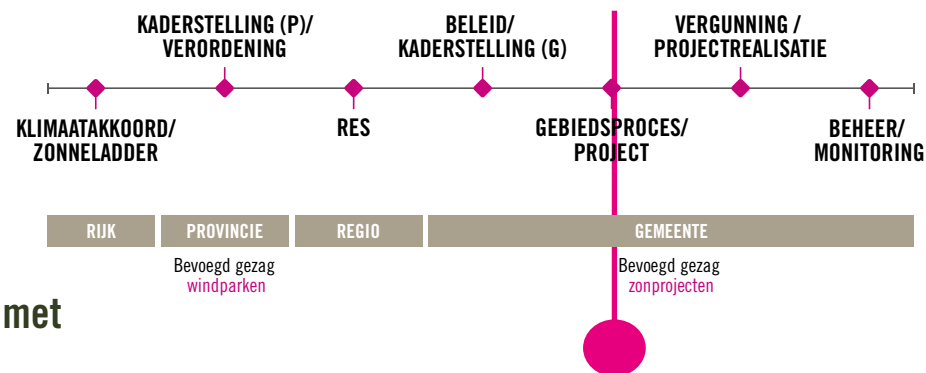 KADERSTELLING (P)/
VERORDENING
BELEID/
KADERSTELLING (G)
VERGUNNING /
PROJECTREALISATIE
KLIMAATAKKOORD/
ZONNELADDER
RES
GEBIEDSPROCES/
PROJECT
BEHEER/
MONITORING
RIJK
PROVINCIE
REGIO
GEMEENTE
Bevoegd gezag
windparken
Bevoegd gezag
zonprojecten
met